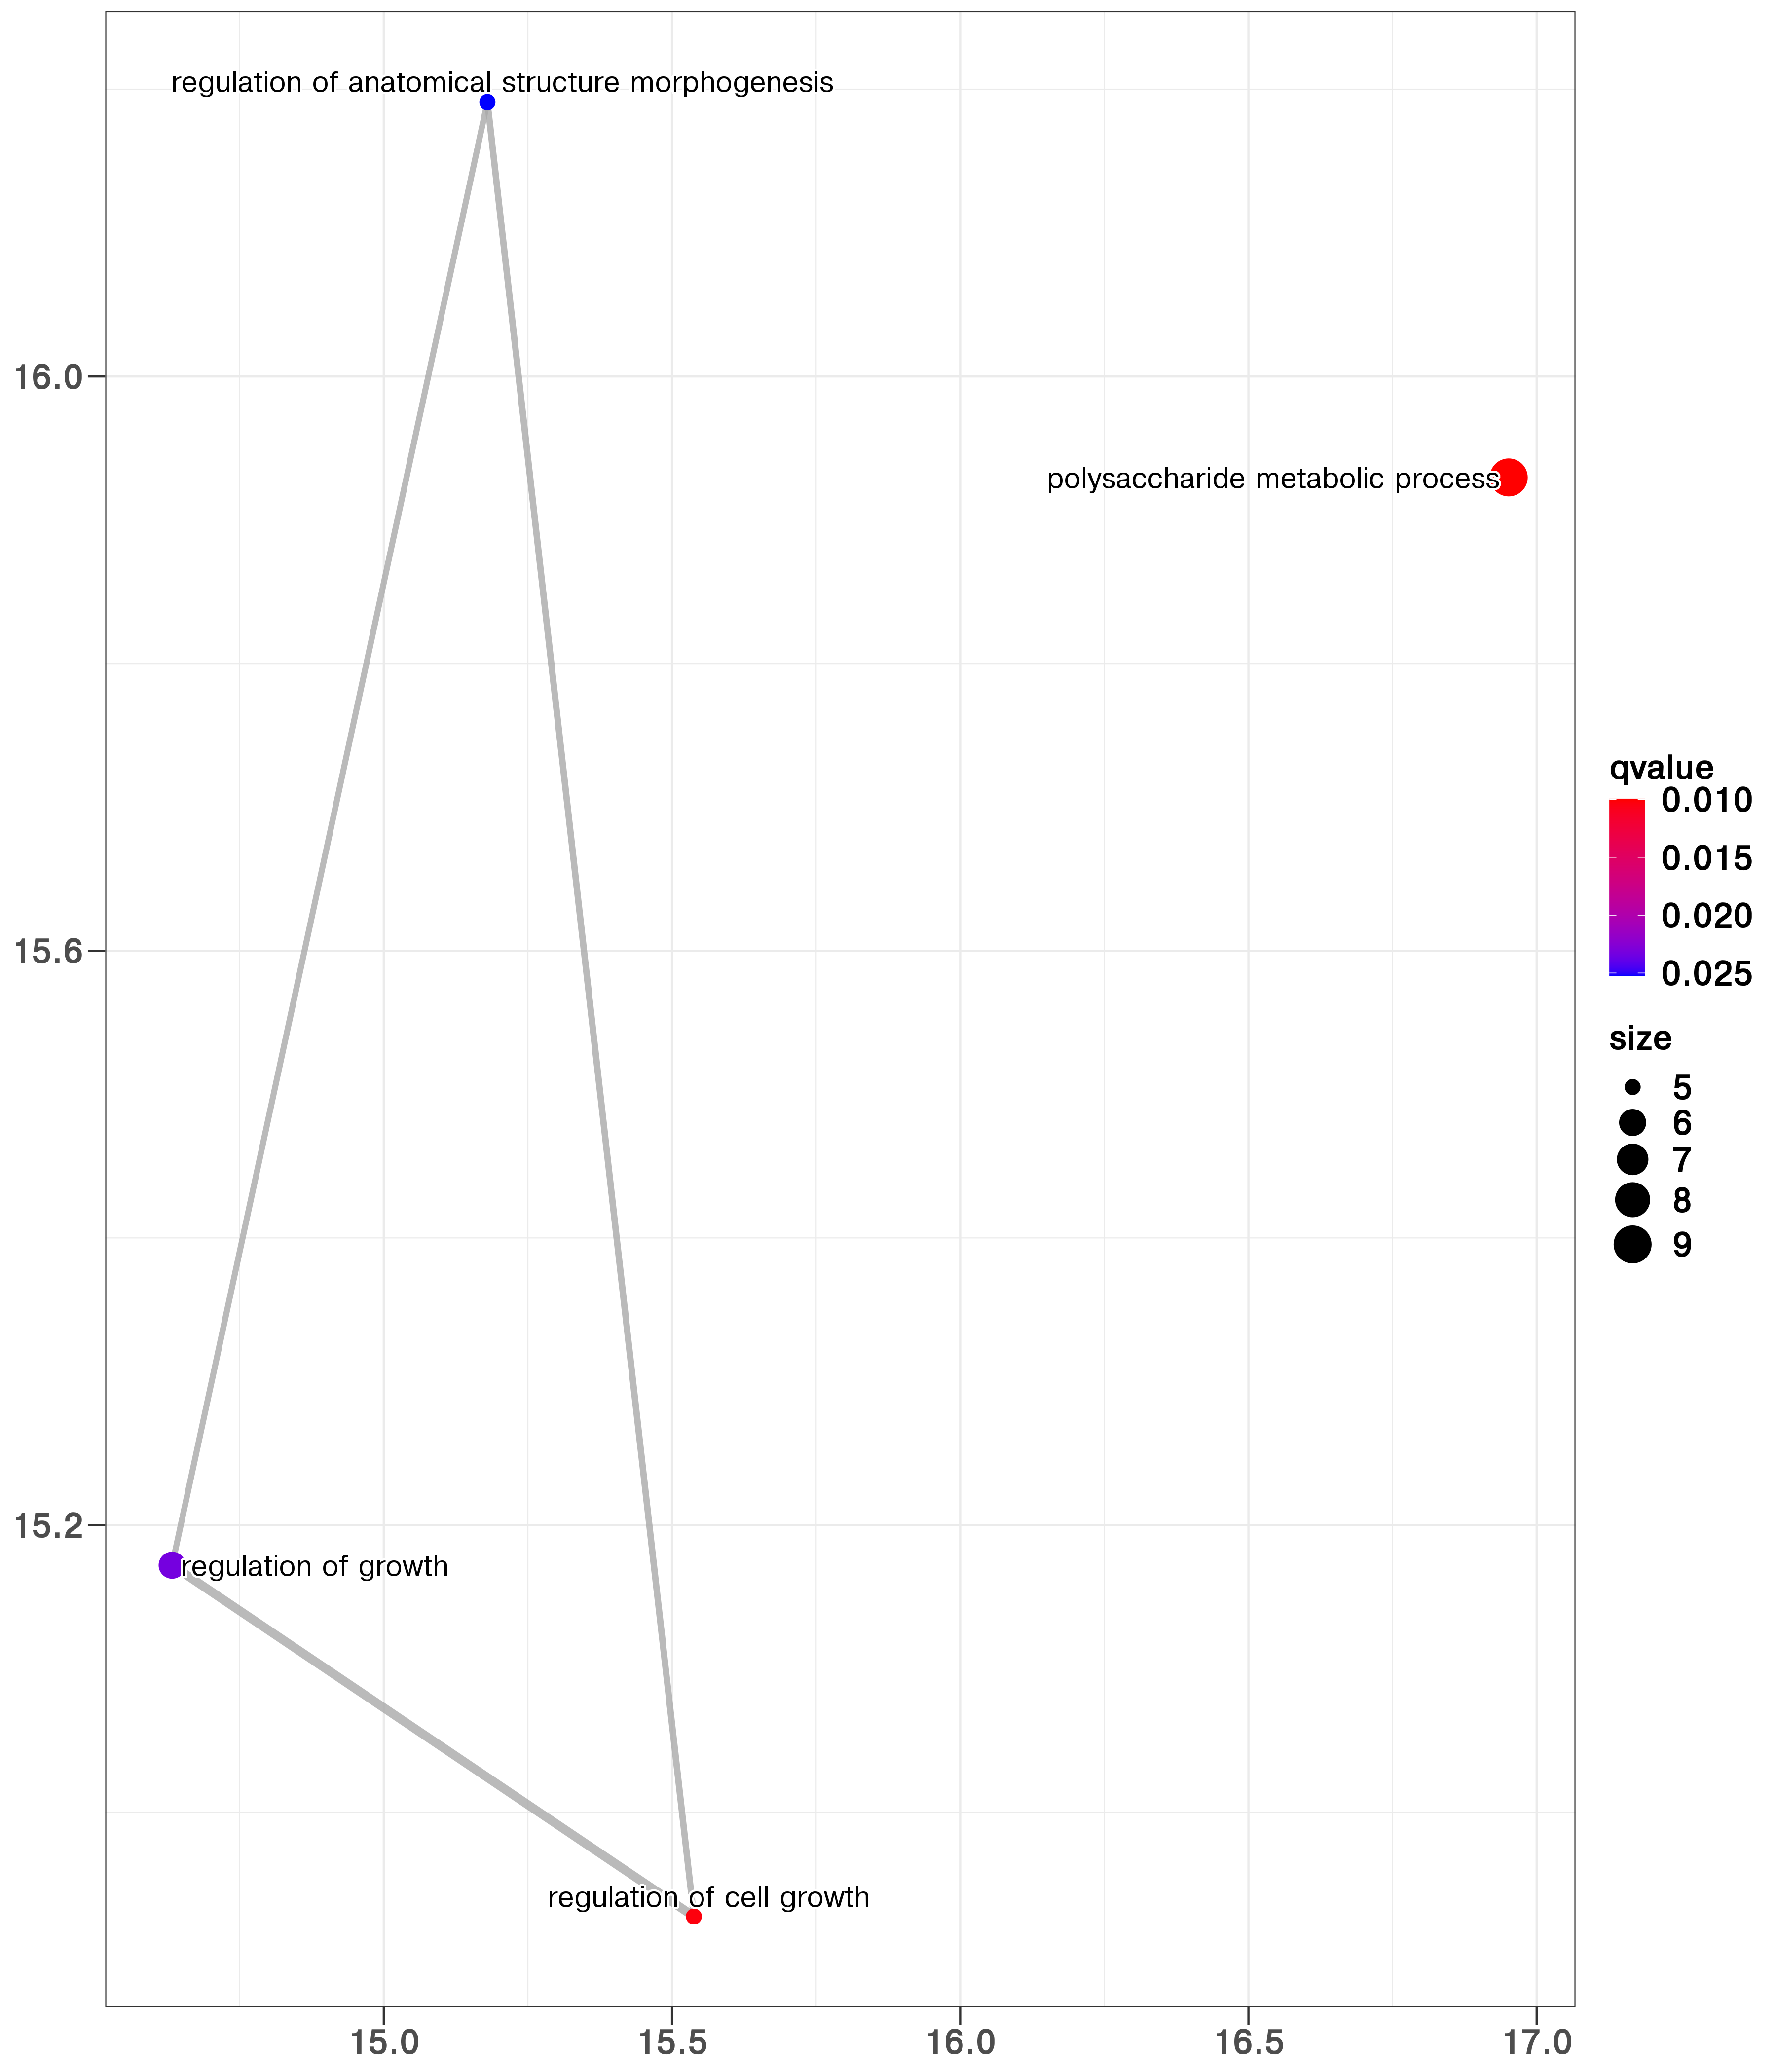 regulation of anatomical structure morphogenesis
16.0
polysaccharide metabolic process
15.6
15.2
regulation of growth
regulation of cell growth
15.0 15.5 16.0 16.5 17.0
qvalue
0.010
0.015
0.020
0.025
size
5
6
7
8
9